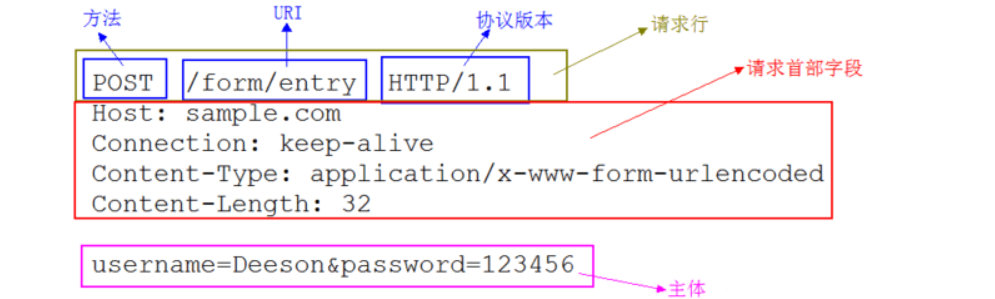 方法
URI
协议版本
请求行
POST /form/entry HTTP/1.1
请求首部字段
Host: sample.com
Connection: keep-alive
Content-Type: application/x-www-form-urlencoded
Content-Length: 32
username=Deeson&password=123456
主体